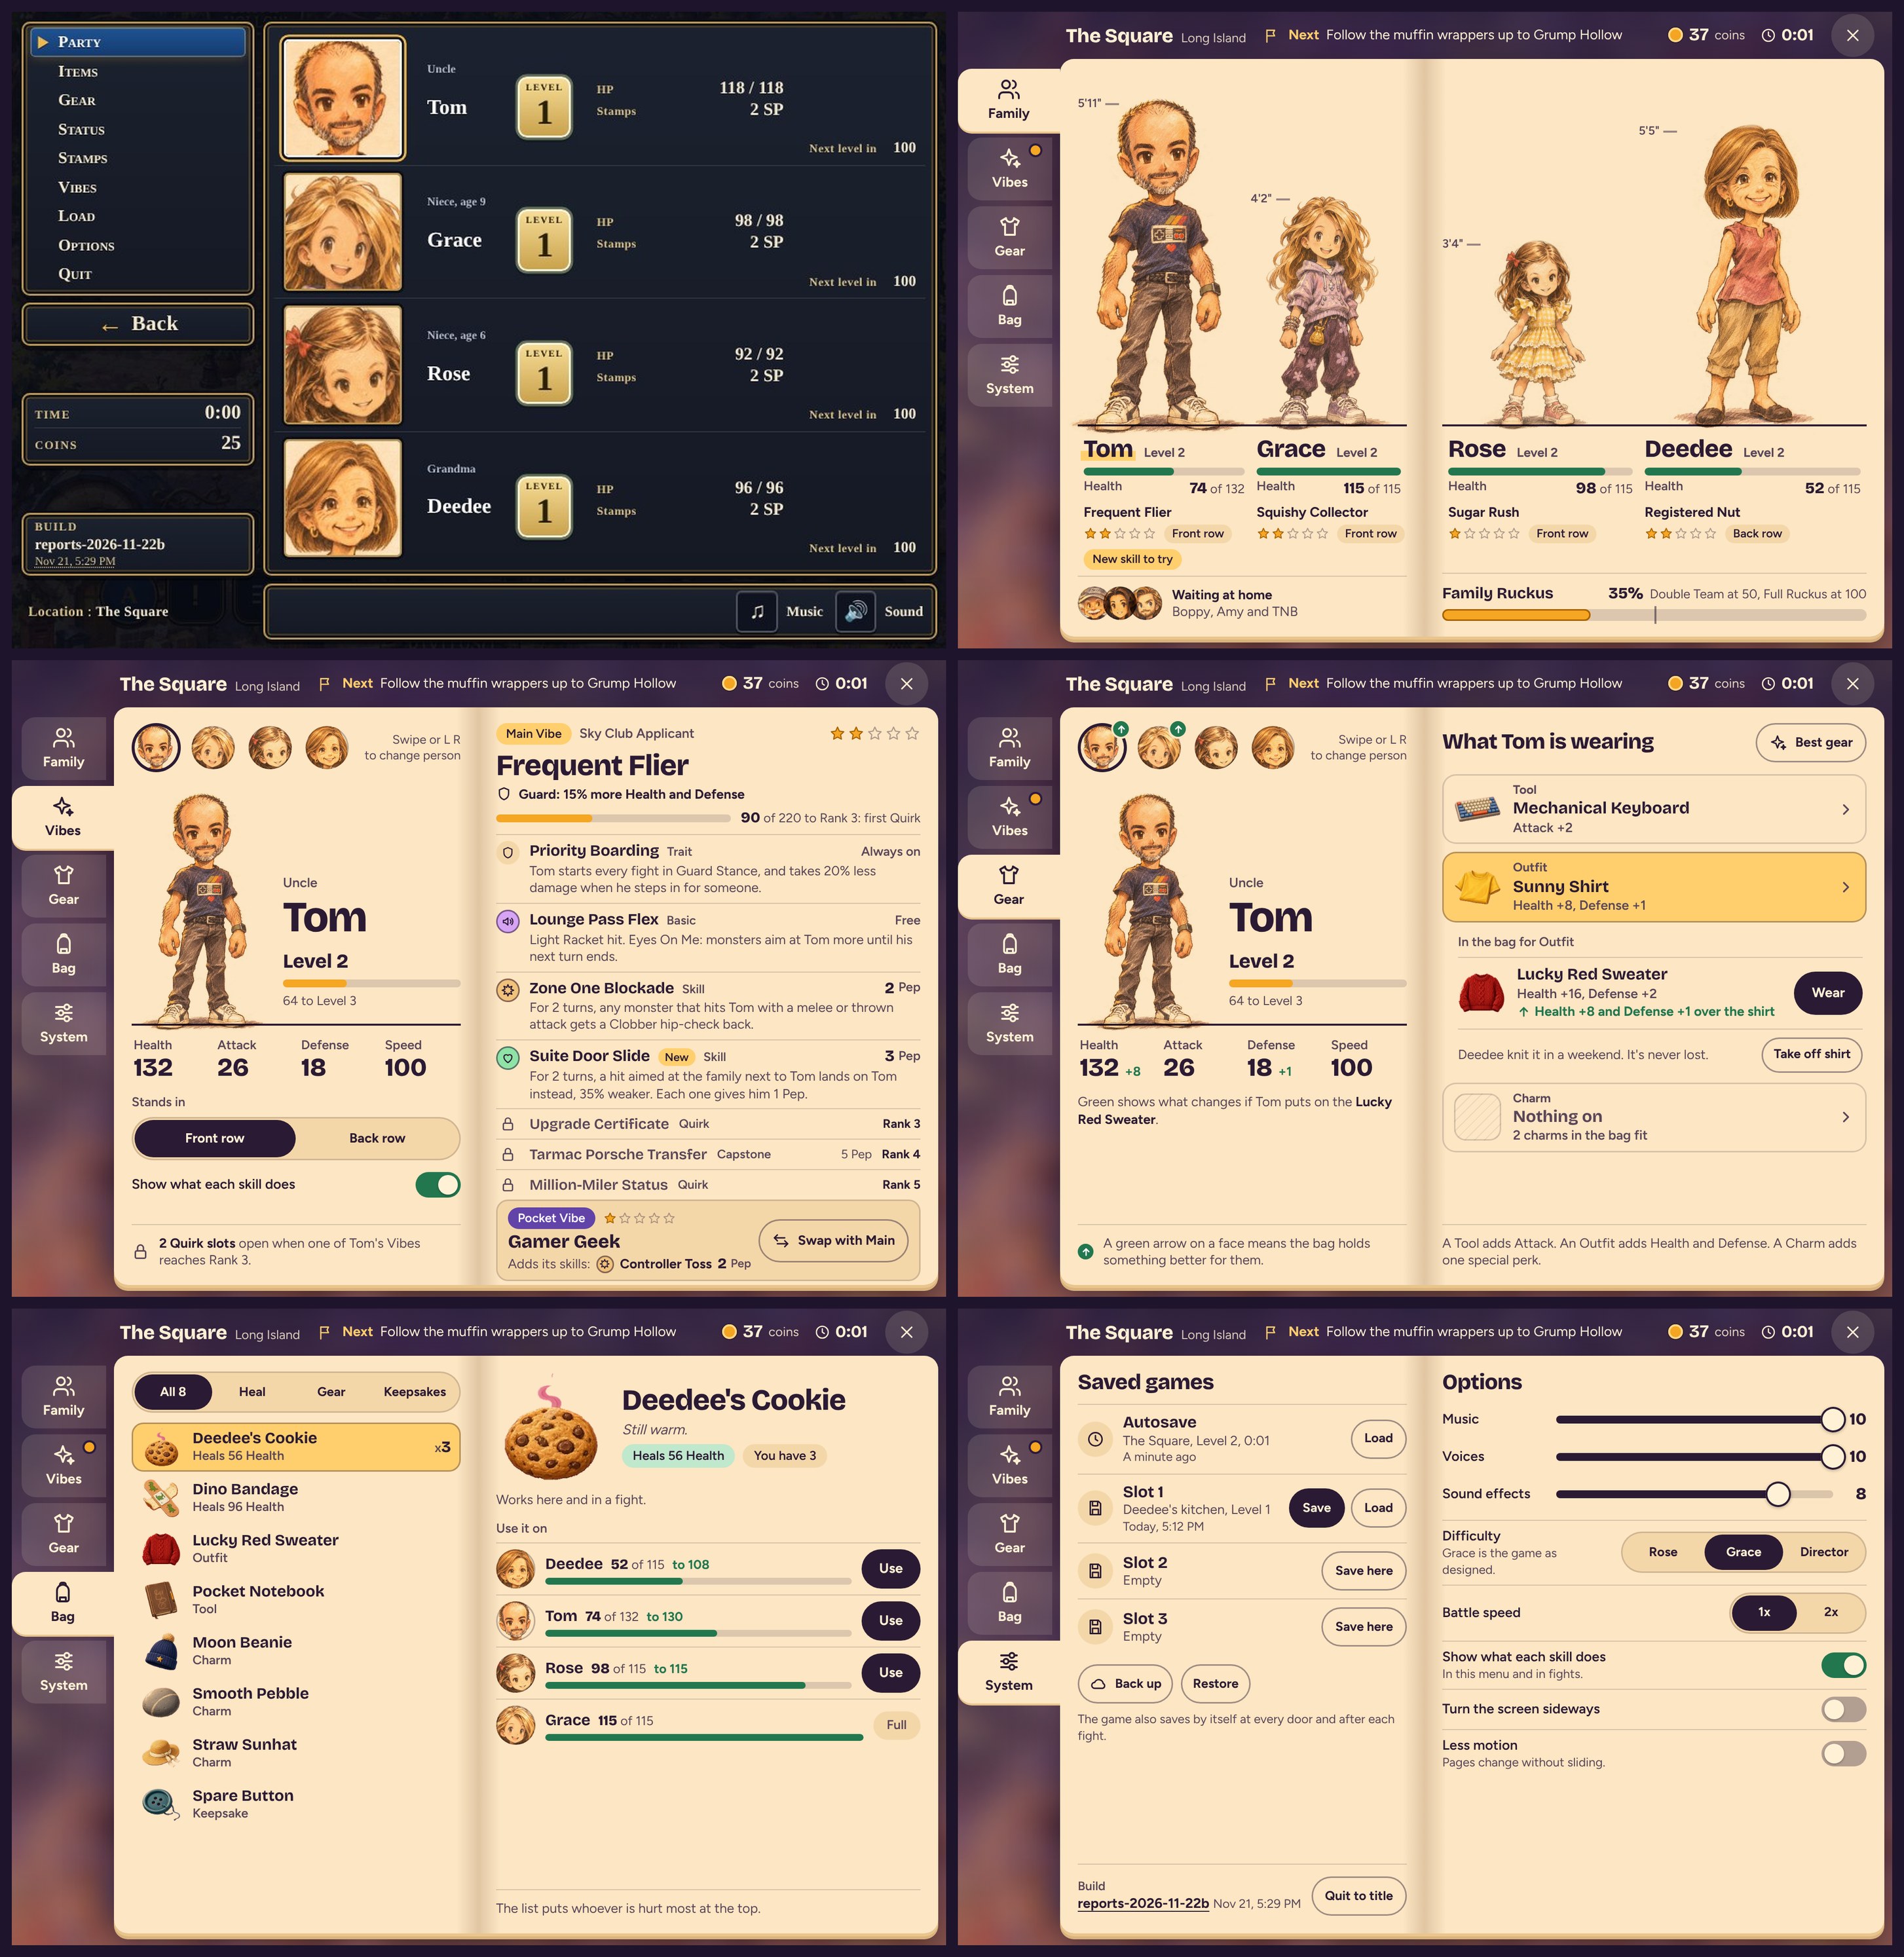 Party
Items
Gear
Status
Stamps
Vibes
Load
Options
Quit
← Back
TIME 0:00
COINS 25
BUILD
reports-2026-11-22b
Nov 21, 5:29 PM
Location : The Square
Uncle
Tom
LEVEL
1
HP 118 / 118
Stamps 2 SP
Next level in 100
Niece, age 9
Grace
LEVEL
1
HP 98 / 98
Stamps 2 SP
Next level in 100
Niece, age 6
Rose
LEVEL
1
HP 92 / 92
Stamps 2 SP
Next level in 100
Grandma
Deedee
LEVEL
1
HP 96 / 96
Stamps 2 SP
Next level in 100
Music
Sound
The Square Long Island Next Follow the muffin wrappers up to Grump Hollow 37 coins 0:01
Family
Vibes
Gear
Bag
System
5'11"
4'2"
3'4"
5'5"
Tom Level 2
Health 74 of 132
Frequent Flier
Front row
New skill to try
Grace Level 2
Health 115 of 115
Squishy Collector
Front row
Rose Level 2
Health 98 of 115
Sugar Rush
Front row
Deedee Level 2
Health 52 of 115
Registered Nut
Back row
Waiting at home
Boppy, Amy and TNB
Family Ruckus 35% Double Team at 50, Full Ruckus at 100
The Square Long Island Next Follow the muffin wrappers up to Grump Hollow 37 coins 0:01
Family
Vibes
Gear
Bag
System
Swipe or L R
to change person
Uncle
Tom
Level 2
64 to Level 3
Health Attack Defense Speed
132 26 18 100
Stands in
Front row Back row
Show what each skill does
2 Quirk slots open when one of Tom's Vibes
reaches Rank 3.
Main Vibe Sky Club Applicant
Frequent Flier
Guard: 15% more Health and Defense
90 of 220 to Rank 3: first Quirk
Priority Boarding Trait Always on
Tom starts every fight in Guard Stance, and takes 20% less
damage when he steps in for someone.
Lounge Pass Flex Basic Free
Light Racket hit. Eyes On Me: monsters aim at Tom more until his
next turn ends.
Zone One Blockade Skill 2 Pep
For 2 turns, any monster that hits Tom with a melee or thrown
attack gets a Clobber hip-check back.
Suite Door Slide New Skill 3 Pep
For 2 turns, a hit aimed at the family next to Tom lands on Tom
instead, 35% weaker. Each one gives him 1 Pep.
Upgrade Certificate Quirk Rank 3
Tarmac Porsche Transfer Capstone 5 Pep Rank 4
Million-Miler Status Quirk Rank 5
Pocket Vibe
Gamer Geek
Adds its skills: Controller Toss 2 Pep
Swap with Main
The Square Long Island Next Follow the muffin wrappers up to Grump Hollow 37 coins 0:01
Family
Vibes
Gear
Bag
System
Swipe or L R
to change person
Uncle
Tom
Level 2
64 to Level 3
Health Attack Defense Speed
132 +8 26 18 +1 100
Green shows what changes if Tom puts on the Lucky
Red Sweater.
A green arrow on a face means the bag holds
something better for them.
What Tom is wearing
Best gear
Tool
Mechanical Keyboard
Attack +2
Outfit
Sunny Shirt
Health +8, Defense +1
In the bag for Outfit
Lucky Red Sweater
Health +16, Defense +2
Health +8 and Defense +1 over the shirt
Wear
Deedee knit it in a weekend. It's never lost.
Take off shirt
Charm
Nothing on
2 charms in the bag fit
A Tool adds Attack. An Outfit adds Health and Defense. A Charm adds
one special perk.
The Square Long Island Next Follow the muffin wrappers up to Grump Hollow 37 coins 0:01
Family
Vibes
Gear
Bag
System
All 8 Heal Gear Keepsakes
Deedee's Cookie
Heals 56 Health
x3
Dino Bandage
Heals 96 Health
Lucky Red Sweater
Outfit
Pocket Notebook
Tool
Moon Beanie
Charm
Smooth Pebble
Charm
Straw Sunhat
Charm
Spare Button
Keepsake
Deedee's Cookie
Still warm.
Heals 56 Health You have 3
Works here and in a fight.
Use it on
Deedee 52 of 115 to 108
Use
Tom 74 of 132 to 130
Use
Rose 98 of 115 to 115
Use
Grace 115 of 115
Full
The list puts whoever is hurt most at the top.
The Square Long Island Next Follow the muffin wrappers up to Grump Hollow 37 coins 0:01
Family
Vibes
Gear
Bag
System
Saved games
Autosave
The Square, Level 2, 0:01
A minute ago
Load
Slot 1
Deedee's kitchen, Level 1
Today, 5:12 PM
Save Load
Slot 2
Empty
Save here
Slot 3
Empty
Save here
Back up Restore
The game also saves by itself at every door and after each
fight.
Build
reports-2026-11-22b Nov 21, 5:29 PM
Quit to title
Options
Music 10
Voices 10
Sound effects 8
Difficulty
Grace is the game as
designed.
Rose Grace Director
Battle speed
1x 2x
Show what each skill does
In this menu and in fights.
Turn the screen sideways
Less motion
Pages change without sliding.